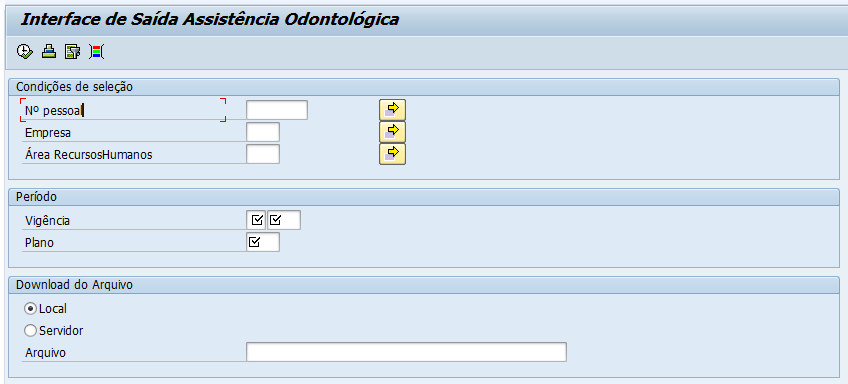 Interface de Saída Assistência Odontológica
Condições de seleção
Nº pessoal
Empresa
Área RecursosHumanos
Período
Vigência
Plano
Download do Arquivo
Local
Servidor
Arquivo